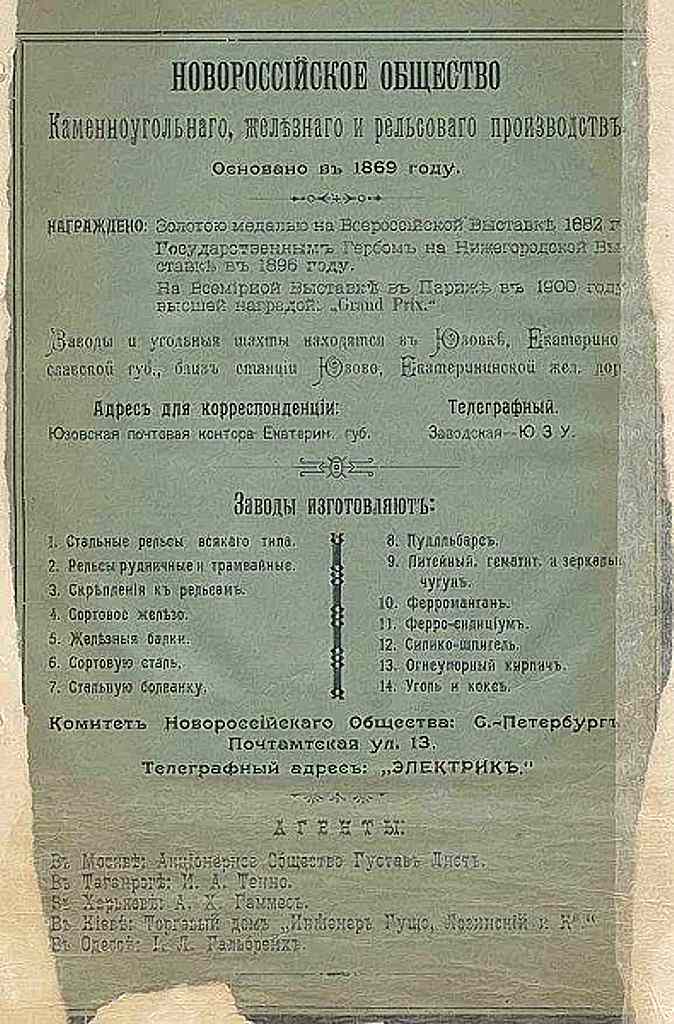 НОВОРОССІЙСКОЕ ОБЩЕСТВО
Каменноугольнаго, желѣзнаго и рельсоваго производствъ
Основано въ 1869 году.
НАГРАЖДЕНО: Золотою медалью на Всероссійской Выставкѣ 1882 г
Государственнымъ Гербомъ на Нижегородской Вы-
ставкѣ въ 1896 году.
На Всемірной Выставкѣ въ Парижѣ въ 1900 году
высшей наградой: „Grand Prix.“
Заводы и угольныя шахты находятся въ Юзовкѣ, Екатерино
славской губ., близъ станціи Юзово, Екатерининской жел. дор
Адресъ для корреспонденціи: Телеграфный.
Юзовская почтовая контора Екатерин. губ. Заводская—Ю З У.
Заводы изготовляютъ:
1. Стальные рельсы всякаго типа.
2. Рельсы рудничные и трамвайные.
3. Скрѣпленія къ рельсамъ.
4. Сортовое желѣзо.
5. Желѣзныя балки.
6. Сортовую сталь.
7. Стальную болванку.
8. Пудлльбарсъ.
9. Литейный, гематит. и зеркальн
чугунъ.
10. Ферроманганъ.
11. Ферро-силиціумъ.
12. Силико-шпигель.
13. Огнеупорный кирпичъ.
14. Уголь и коксъ.
Комитетъ Новороссійскаго Общества: С.-Петербургъ
Почтамтская ул. 13.
Телеграфный адресъ: „ЭЛЕКТРИКЪ.“
АГЕНТЫ:
Въ Москвѣ: Акціонерное Общество Густавъ Листъ.
Въ Таганрогѣ: И. А. Тенно.
Въ Харьковѣ: А. Х. Гаммесъ.
Въ Кіевѣ: Торговый домъ „Инженеръ Гущо, Лозинскій и Кº.“
Въ Одессѣ: І. Л. Гальбрейхъ.